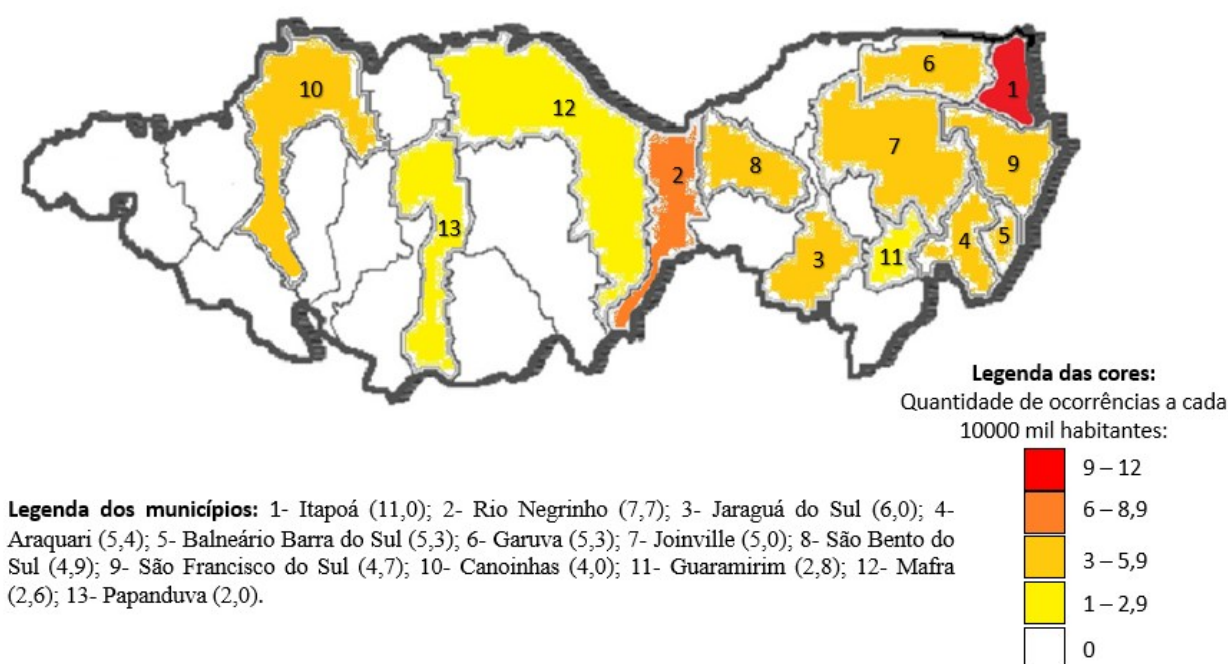 6
1
10
12
7
2
8
9
13
4
5
3
11
Legenda das cores:
Quantidade de ocorrências a cada
10000 mil habitantes:
9 – 12
6 – 8,9
3 – 5,9
1 – 2,9
0
Legenda dos municípios: 1- Itapoá (11,0); 2- Rio Negrinho (7,7); 3- Jaraguá do Sul (6,0); 4-
Araquari (5,4); 5- Balneário Barra do Sul (5,3); 6- Garuva (5,3); 7- Joinville (5,0); 8- São Bento do
Sul (4,9); 9- São Francisco do Sul (4,7); 10- Canoinhas (4,0); 11- Guaramirim (2,8); 12- Mafra
(2,6); 13- Papanduva (2,0).